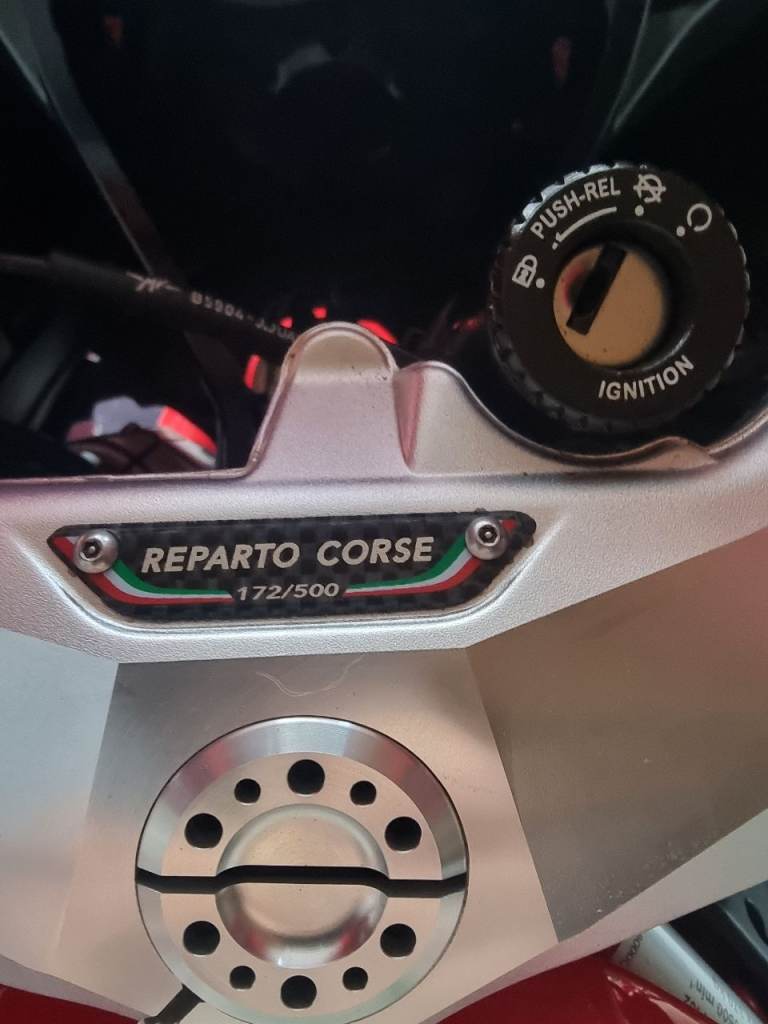 PUSH-REL
IGNITION
REPARTO CORSE
172/500